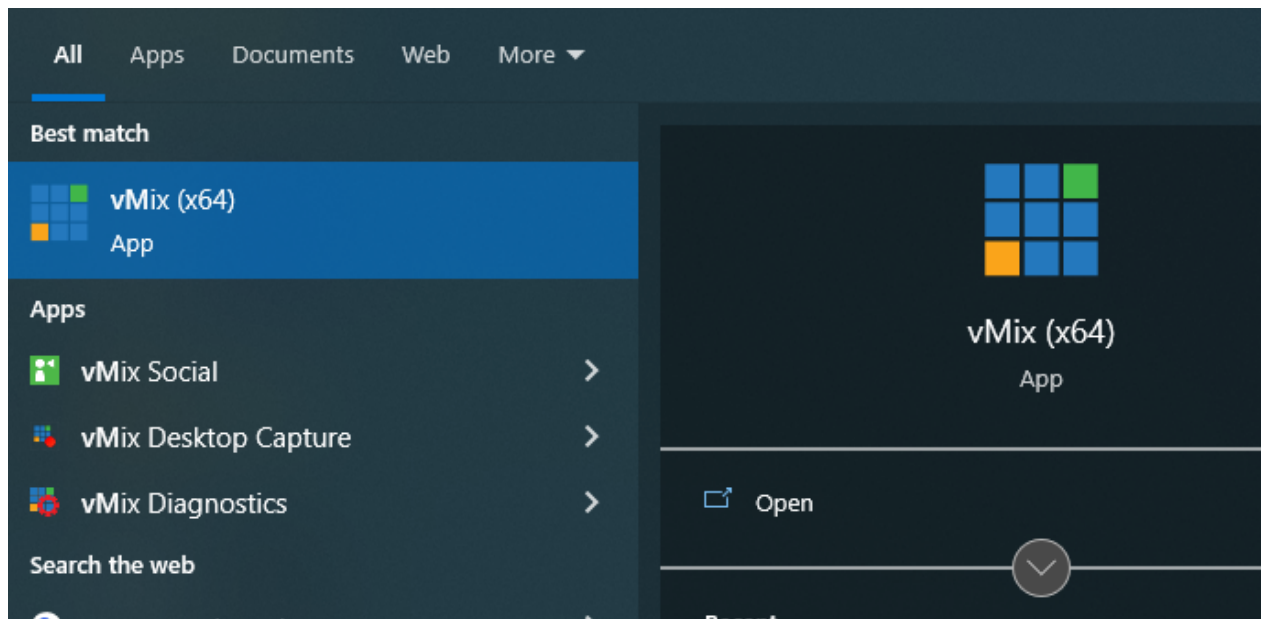 All Apps Documents Web More
Best match
vMix (x64)
App
Apps
vMix Social
vMix Desktop Capture
vMix Diagnostics
Search the web
vMix (x64)
App
Open